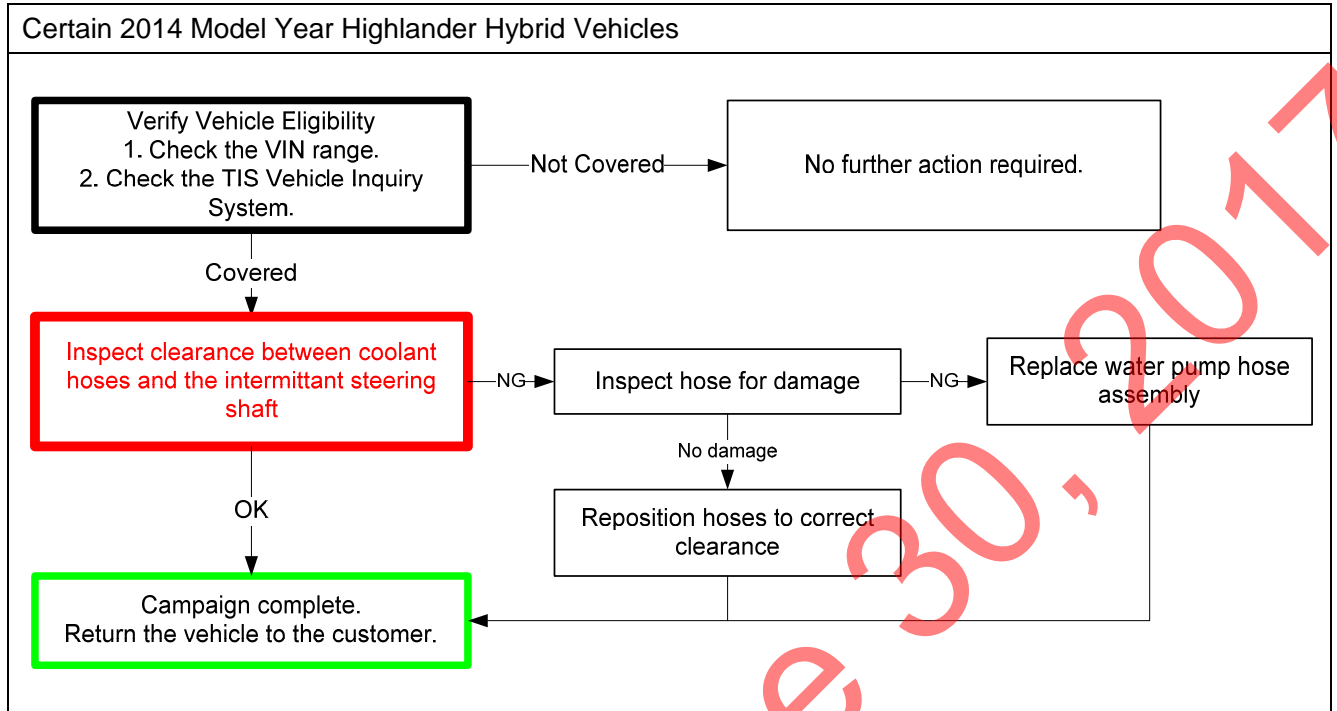 Certain 2014 Model Year Highlander Hybrid Vehicles
Verify Vehicle Eligibility
1. Check the VIN range.
2. Check the TIS Vehicle Inquiry
System.
Not Covered
No further action required.
Covered
Inspect clearance between coolant
hoses and the intermittant steering
shaft
NG
Inspect hose for damage
NG
Replace water pump hose
assembly
No damage
Reposition hoses to correct
clearance
OK
Campaign complete.
Return the vehicle to the customer.
e 30, 2017